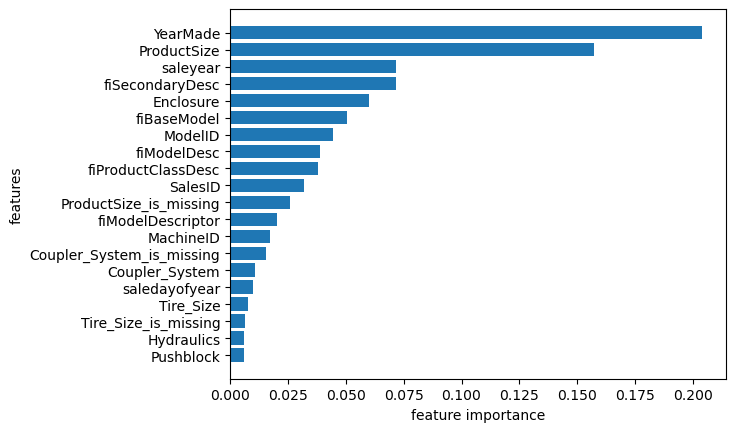 YearMade
ProductSize
saleyear
fiSecondaryDesc
Enclosure
fiBaseModel
ModelID
fiModelDesc
fiProductClassDesc
SalesID
ProductSize_is_missing
fiModelDescriptor
MachineID
Coupler_System_is_missing
Coupler_System
saledayofyear
Tire_Size
Tire_Size_is_missing
Hydraulics
Pushblock
features
0.000 0.025 0.050 0.075 0.100 0.125 0.150 0.175 0.200
feature importance